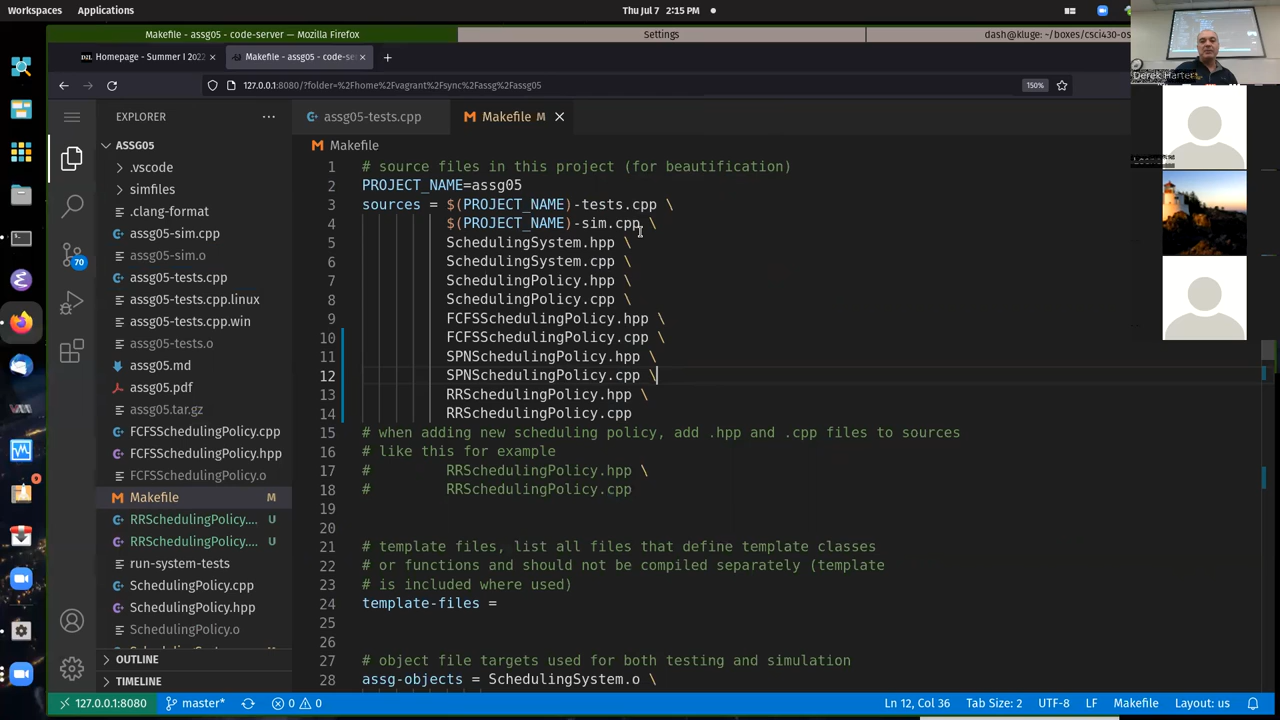 Workspaces Applications Thu Jul 7 2:15 PM
Makefile - assg05 - code-server — Mozilla Firefox Settings dash@kluge: ~/boxes/csci430-os
Homepage - Summer I 2022 Makefile - assg05 - code-se
127.0.0.1:8080/?folder=%2Fhome%2Fvagrant%2Fsync%2Fassg%2Fassg05 150%
Derek Harter
EXPLORER
assg05-tests.cpp
Makefile M
ASSG05
.vscode
simfiles
.clang-format
assg05-sim.cpp
assg05-sim.o
assg05-tests.cpp
assg05-tests.cpp.linux
assg05-tests.cpp.win
assg05-tests.o
assg05.md
assg05.pdf
assg05.tar.gz
FCFSSchedulingPolicy.cpp
FCFSSchedulingPolicy.hpp
FCFSSchedulingPolicy.o
Makefile M
RRSchedulingPolicy.... U
RRSchedulingPolicy.... U
run-system-tests
SchedulingPolicy.cpp
SchedulingPolicy.hpp
SchedulingPolicy.o
OUTLINE
TIMELINE
70
9
Makefile
1 # source files in this project (for beautification)
2 PROJECT_NAME=assg05
3 sources = $(PROJECT_NAME)-tests.cpp \
4 $(PROJECT_NAME)-sim.cpp \
5 SchedulingSystem.hpp \
6 SchedulingSystem.cpp \
7 SchedulingPolicy.hpp \
8 SchedulingPolicy.cpp \
9 FCFSSchedulingPolicy.hpp \
10 FCFSSchedulingPolicy.cpp \
11 SPNSchedulingPolicy.hpp \
12 SPNSchedulingPolicy.cpp \
13 RRSchedulingPolicy.hpp \
14 RRSchedulingPolicy.cpp
15 # when adding new scheduling policy, add .hpp and .cpp files to sources
16 # like this for example
17 # RRSchedulingPolicy.hpp \
18 # RRSchedulingPolicy.cpp
19
20
21 # template files, list all files that define template classes
22 # or functions and should not be compiled separately (template
23 # is included where used)
24 template-files =
25
26
27 # object file targets used for both testing and simulation
28 assg-objects = SchedulingSystem.o \
127.0.0.1:8080 master* 0 0 Ln 12, Col 36 Tab Size: 2 UTF-8 LF Makefile Layout: us